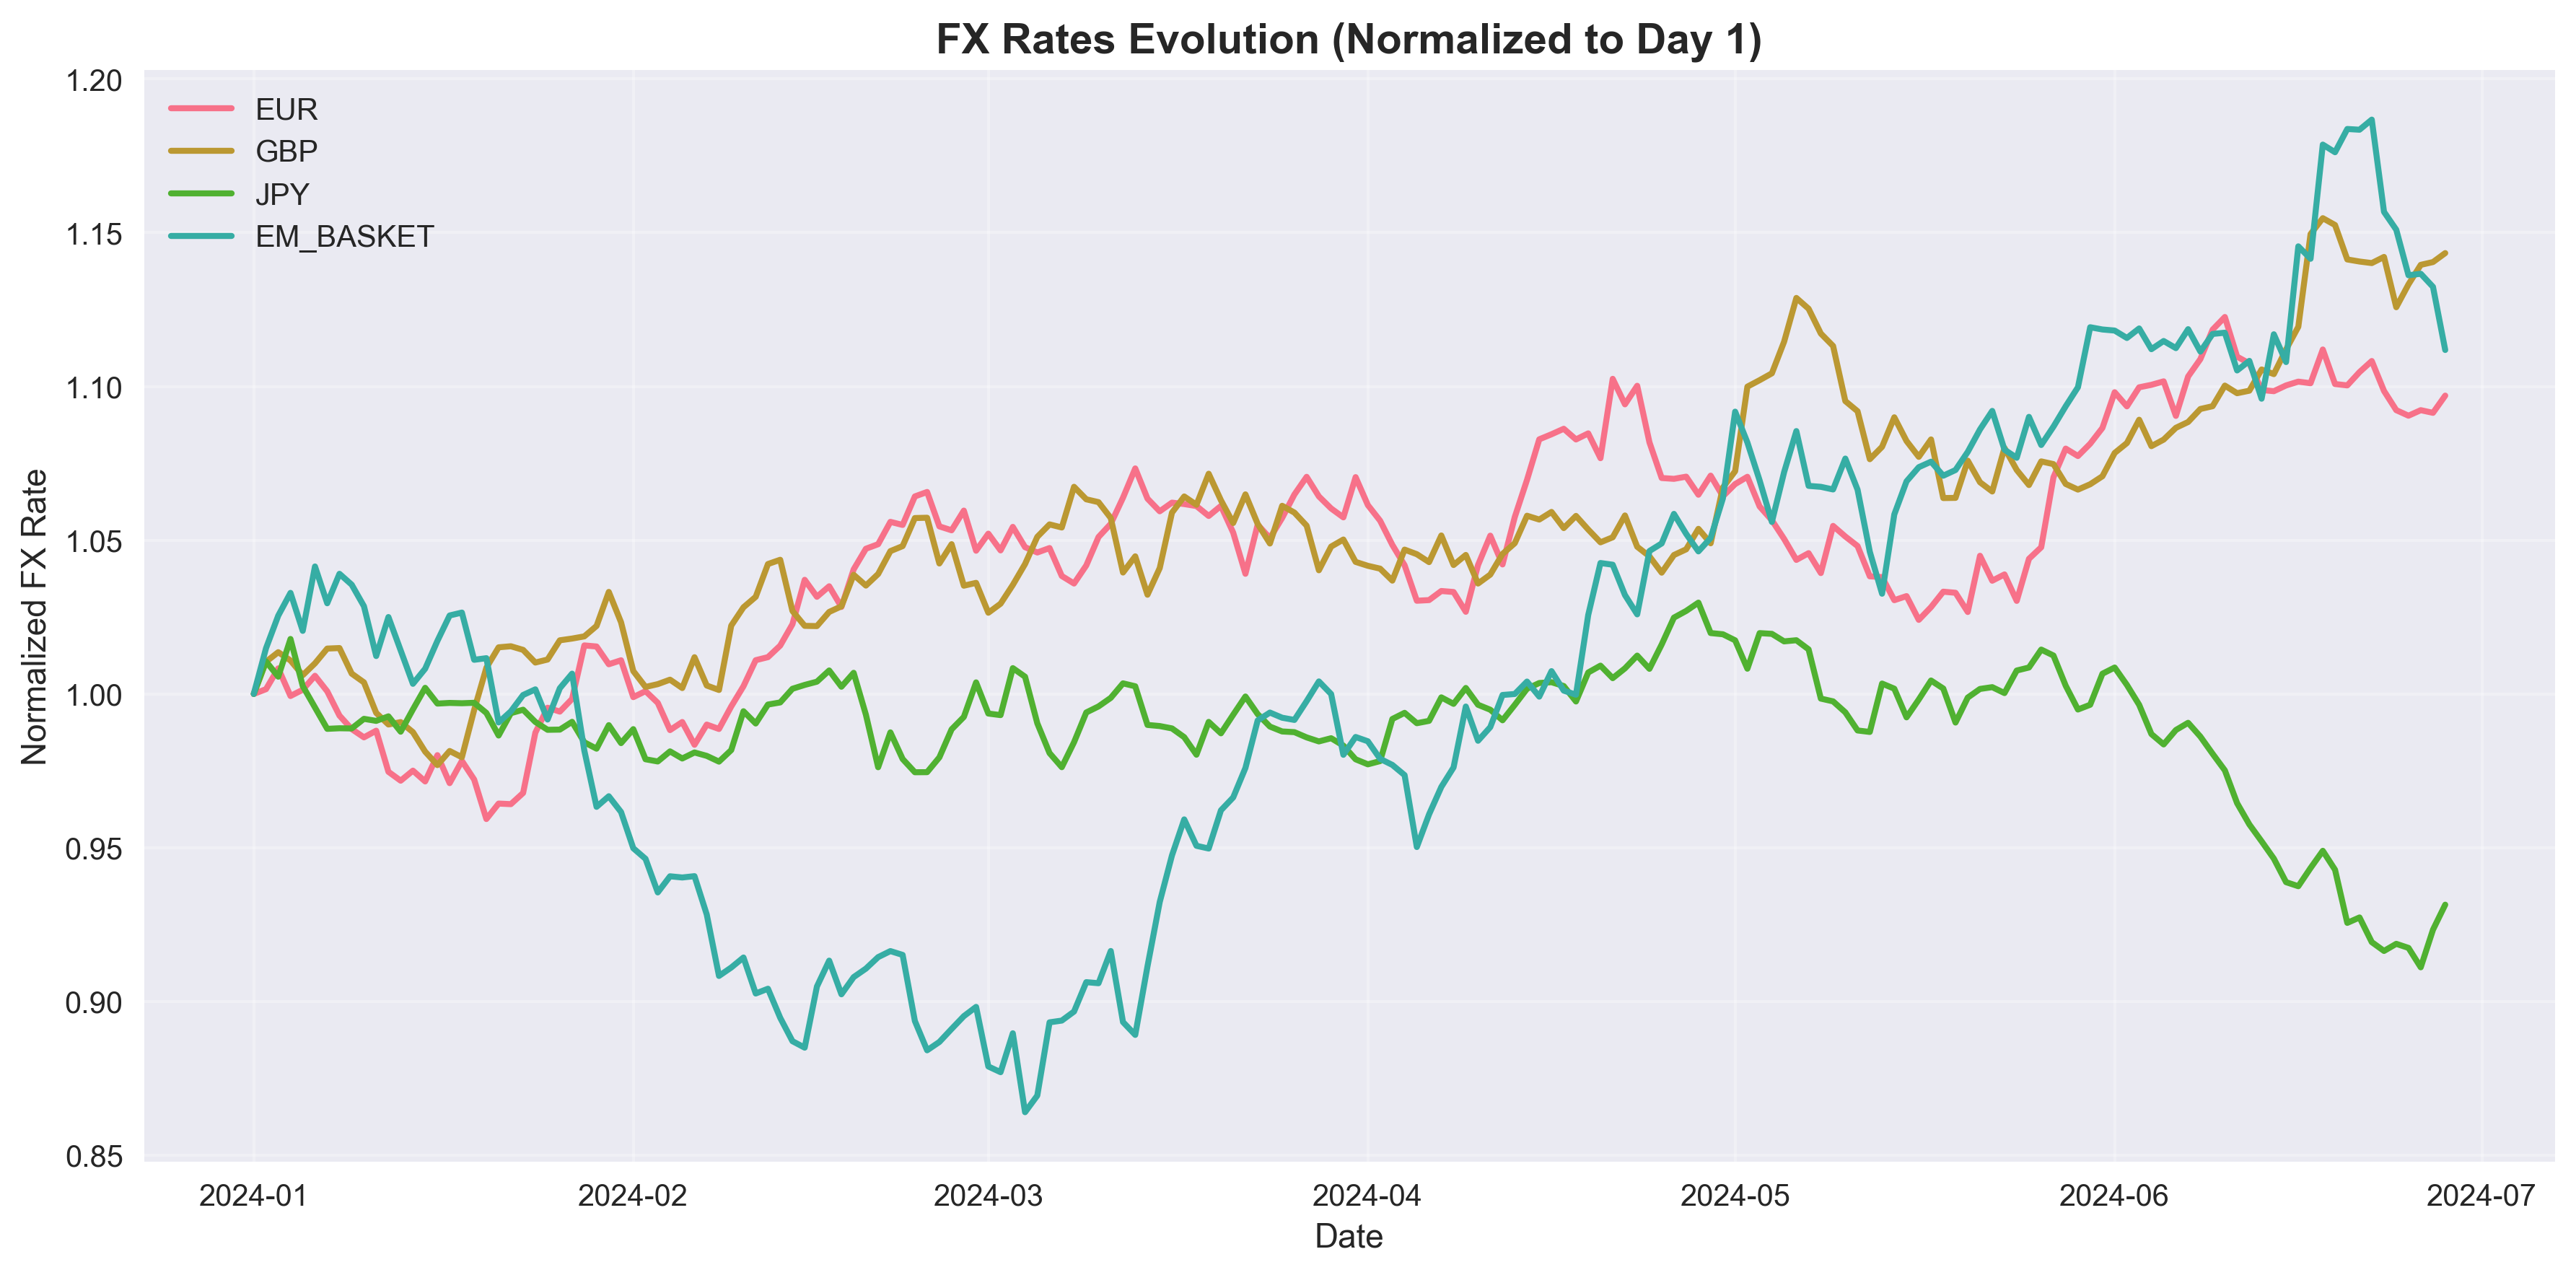 FX Rates Evolution (Normalized to Day 1)
EUR
GBP
JPY
EM_BASKET
Normalized FX Rate
1.20
1.15
1.10
1.05
1.00
0.95
0.90
0.85
2024-01
2024-02
2024-03
2024-04
2024-05
2024-06
2024-07
Date